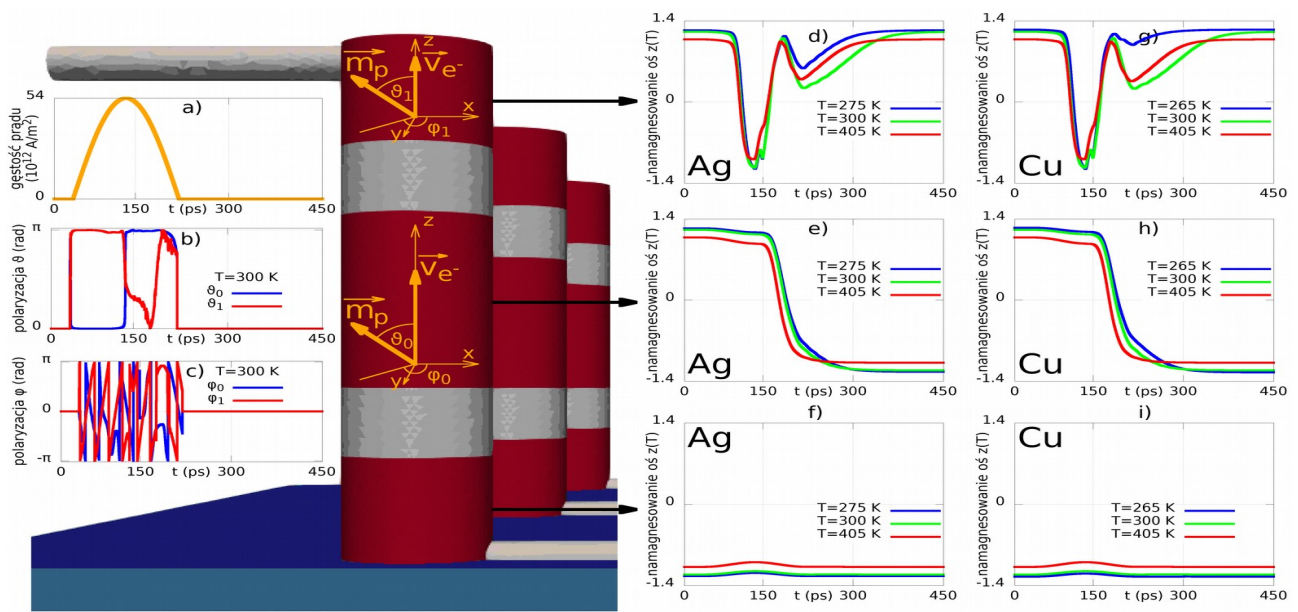 a)
gęstość prądu
(10¹² A/m²)
54
0
0 150 300 450
t (ps)
b)
polaryzacja ϑ (rad)
π
0
T=300 K
ϑ₀
ϑ₁
0 150 300 450
t (ps)
c)
polaryzacja φ (rad)
π
0
-π
T=300 K
φ₀
φ₁
0 150 300 450
t (ps)
z
m_p
v_e⁻
ϑ₁
x
y
φ₁
z
v_e⁻
m_p
ϑ₀
x
y
φ₀
d)
namagnesowanie oś z(T)
1.4
0
-1.4
T=275 K
T=300 K
T=405 K
Ag
0 150 t (ps) 300 450
g)
namagnesowanie oś z(T)
1.4
0
-1.4
T=265 K
T=300 K
T=405 K
Cu
0 150 t (ps) 300 450
e)
namagnesowanie oś z(T)
1.4
0
-1.4
T=275 K
T=300 K
T=405 K
Ag
0 150 t (ps) 300 450
h)
namagnesowanie oś z(T)
1.4
0
-1.4
T=265 K
T=300 K
T=405 K
Cu
0 150 t (ps) 300 450
f)
namagnesowanie oś z(T)
1.4
0
-1.4
Ag
T=275 K
T=300 K
T=405 K
0 150 t (ps) 300 450
i)
namagnesowanie oś z(T)
1.4
0
-1.4
Cu
T=265 K
T=300 K
T=405 K
0 150 t (ps) 300 450